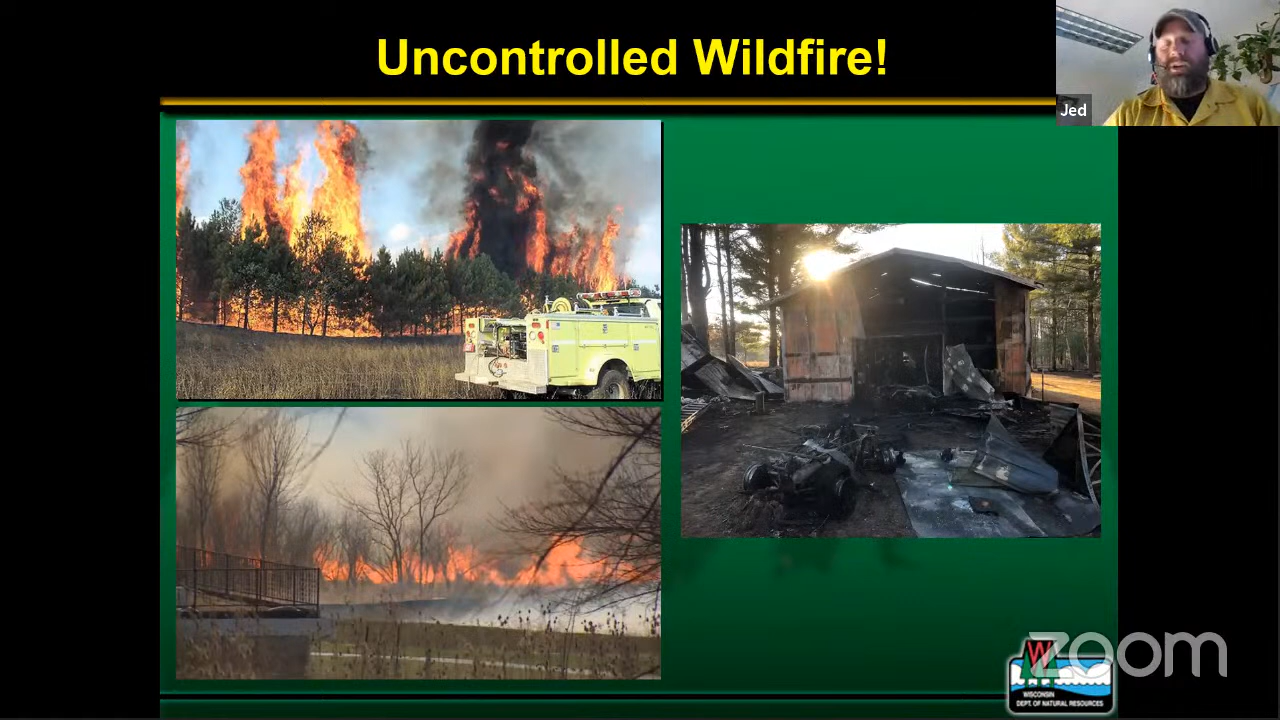 Uncontrolled Wildfire!
Jed
W
zoom
WISCONSIN
DEPT. OF NATURAL RESOURCES